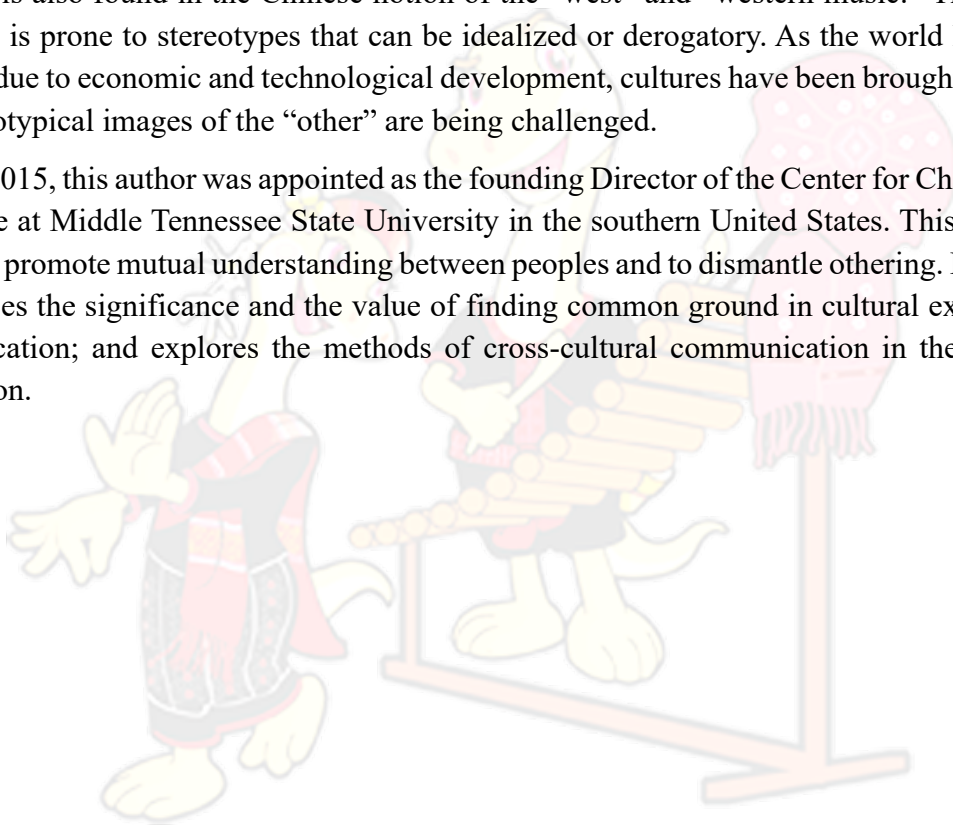 is also found in the Chinese notion of the “west” and “western music.” T
is prone to stereotypes that can be idealized or derogatory. As the world
due to economic and technological development, cultures have been brough
otypical images of the “other” are being challenged.
015, this author was appointed as the founding Director of the Center for Ch
e at Middle Tennessee State University in the southern United States. This
promote mutual understanding between peoples and to dismantle othering.
es the significance and the value of finding common ground in cultural ex
cation; and explores the methods of cross-cultural communication in the
on.